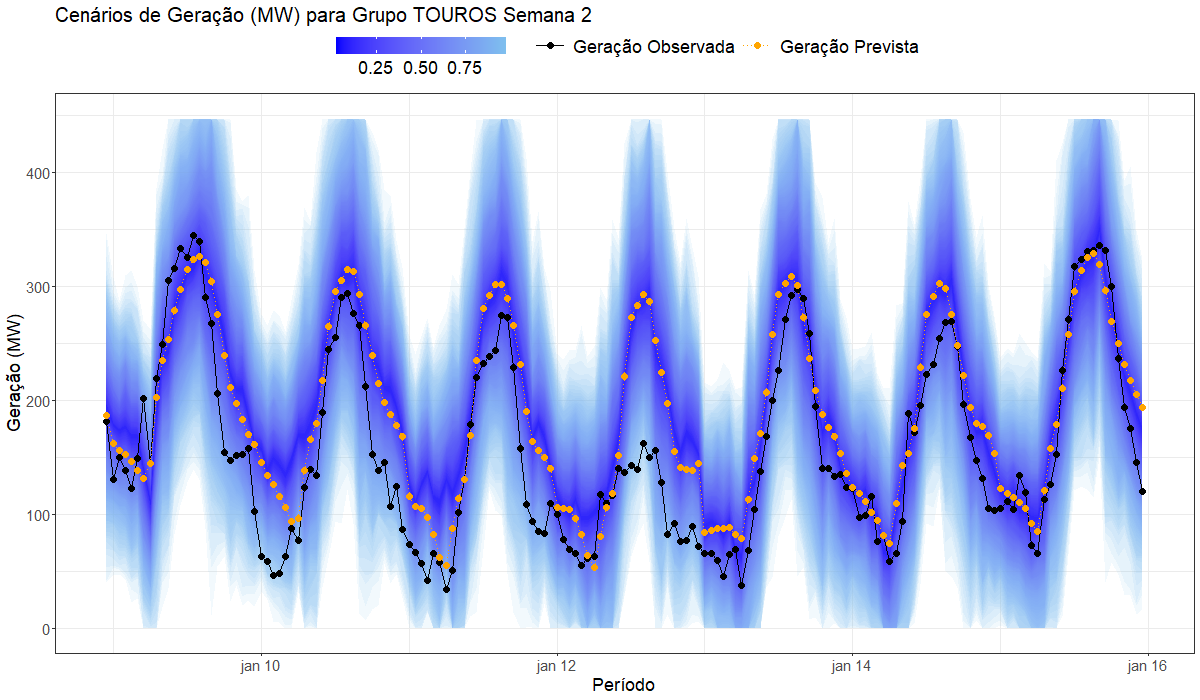 Cenários de Geração (MW) para Grupo TOUROS Semana 2
0.25 0.50 0.75 Geração Observada Geração Prevista
Geração (MW)
400
300
200
100
0
jan 10 jan 12 jan 14 jan 16
Período